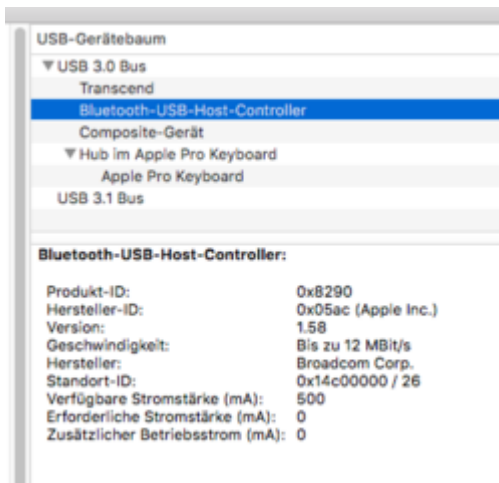 USB-Gerätebaum
▼ USB 3.0 Bus
Transcend
Bluetooth-USB-Host-Controller
Composite-Gerät
▼ Hub im Apple Pro Keyboard
Apple Pro Keyboard
USB 3.1 Bus
Bluetooth-USB-Host-Controller:
Produkt-ID: 0x8290
Hersteller-ID: 0x05ac (Apple Inc.)
Version: 1.58
Geschwindigkeit: Bis zu 12 MBit/s
Hersteller: Broadcom Corp.
Standort-ID: 0x14c00000 / 26
Verfügbare Stromstärke (mA): 500
Erforderliche Stromstärke (mA): 0
Zusätzlicher Betriebsstrom (mA): 0